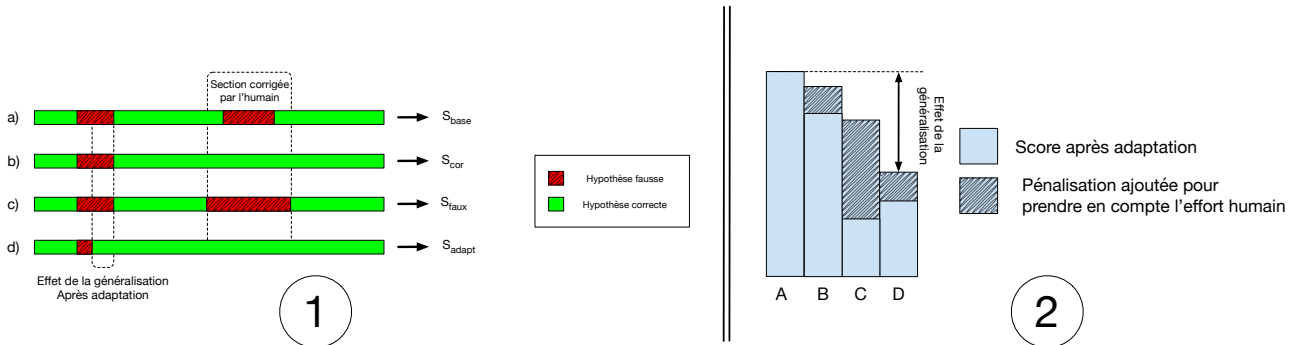 Section corrigée
par l'humain
a)
S_base
b)
S_cor
c)
S_faux
d)
S_adapt
Effet de la généralisation
Après adaptation
Hypothèse fausse
Hypothèse correcte
1
Effet de la
généralisation
A B C D
Score après adaptation
Pénalisation ajoutée pour
prendre en compte l'effort humain
2